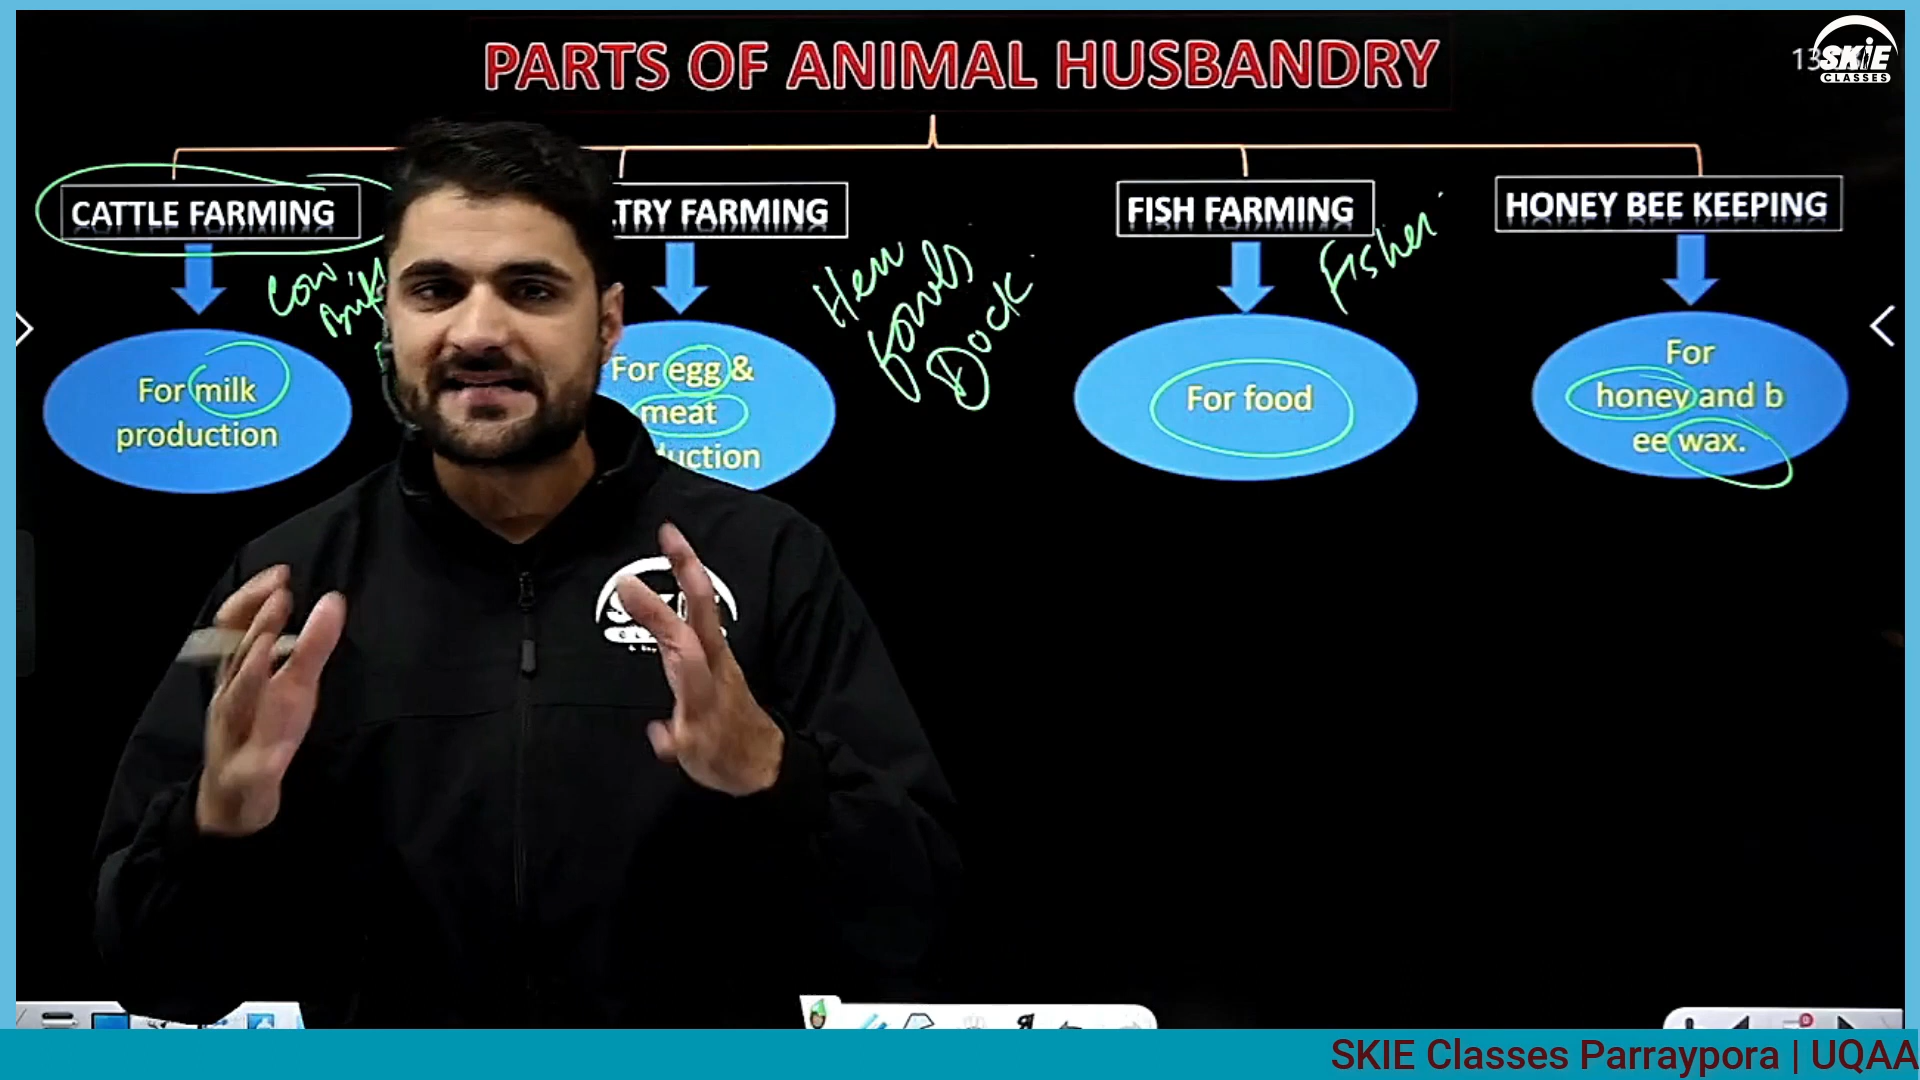 PARTS OF ANIMAL HUSBANDRY
13
SKiE
CLASSES
CATTLE FARMING
TRY FARMING
FISH FARMING
HONEY BEE KEEPING
Cow
Hen
fowls
Dock
Fisher
For milk
production
For egg &
meat
uction
For food
For
honey and b
ee wax.
SKIE Classes Parraypora | UQAA